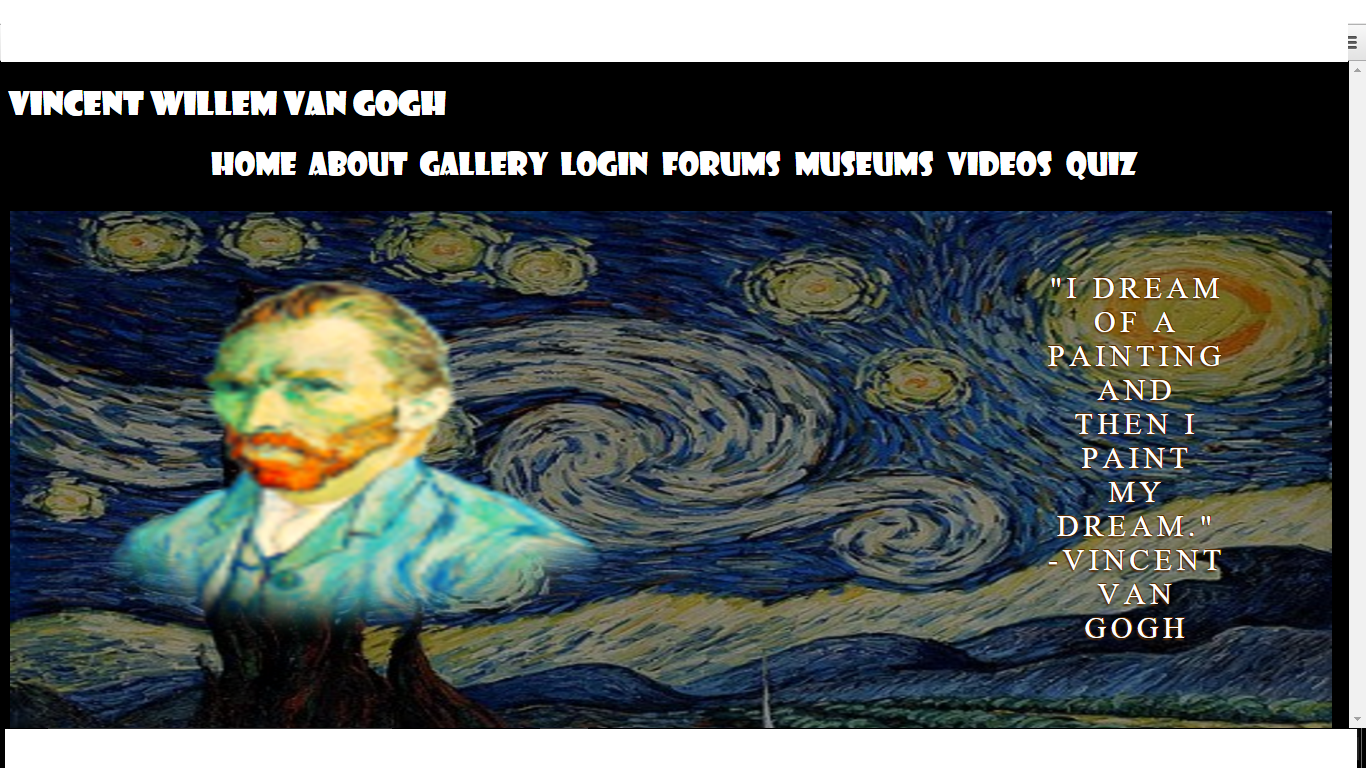 VINCENT WILLEM VAN GOGH
HOME ABOUT GALLERY LOGIN FORUMS MUSEUMS VIDEOS QUIZ
"I DREAM
OF A
PAINTING
AND
THEN I
PAINT
MY
DREAM."
-VINCENT
VAN
GOGH